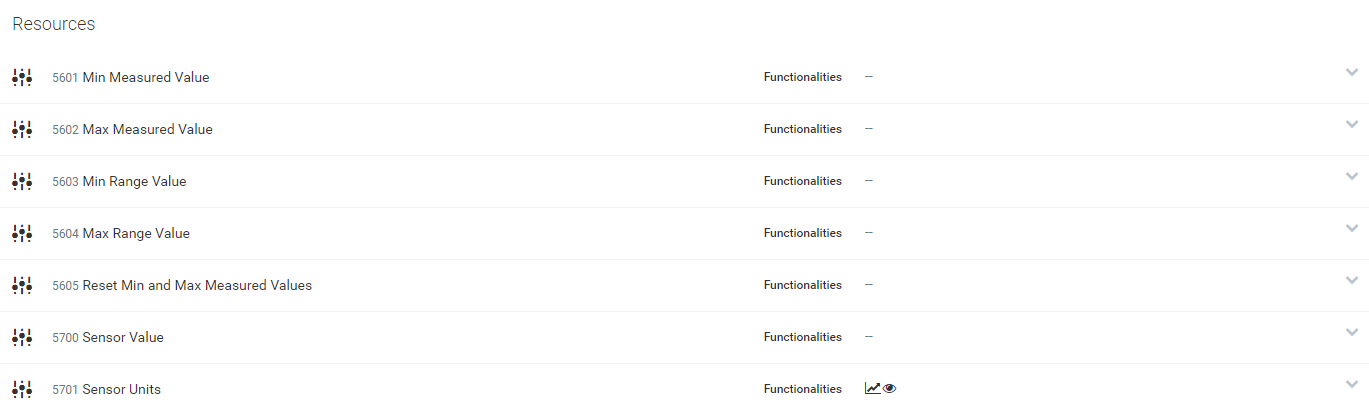 Resources
5601 Min Measured Value Functionalities --
5602 Max Measured Value Functionalities --
5603 Min Range Value Functionalities --
5604 Max Range Value Functionalities --
5605 Reset Min and Max Measured Values Functionalities --
5700 Sensor Value Functionalities --
5701 Sensor Units Functionalities